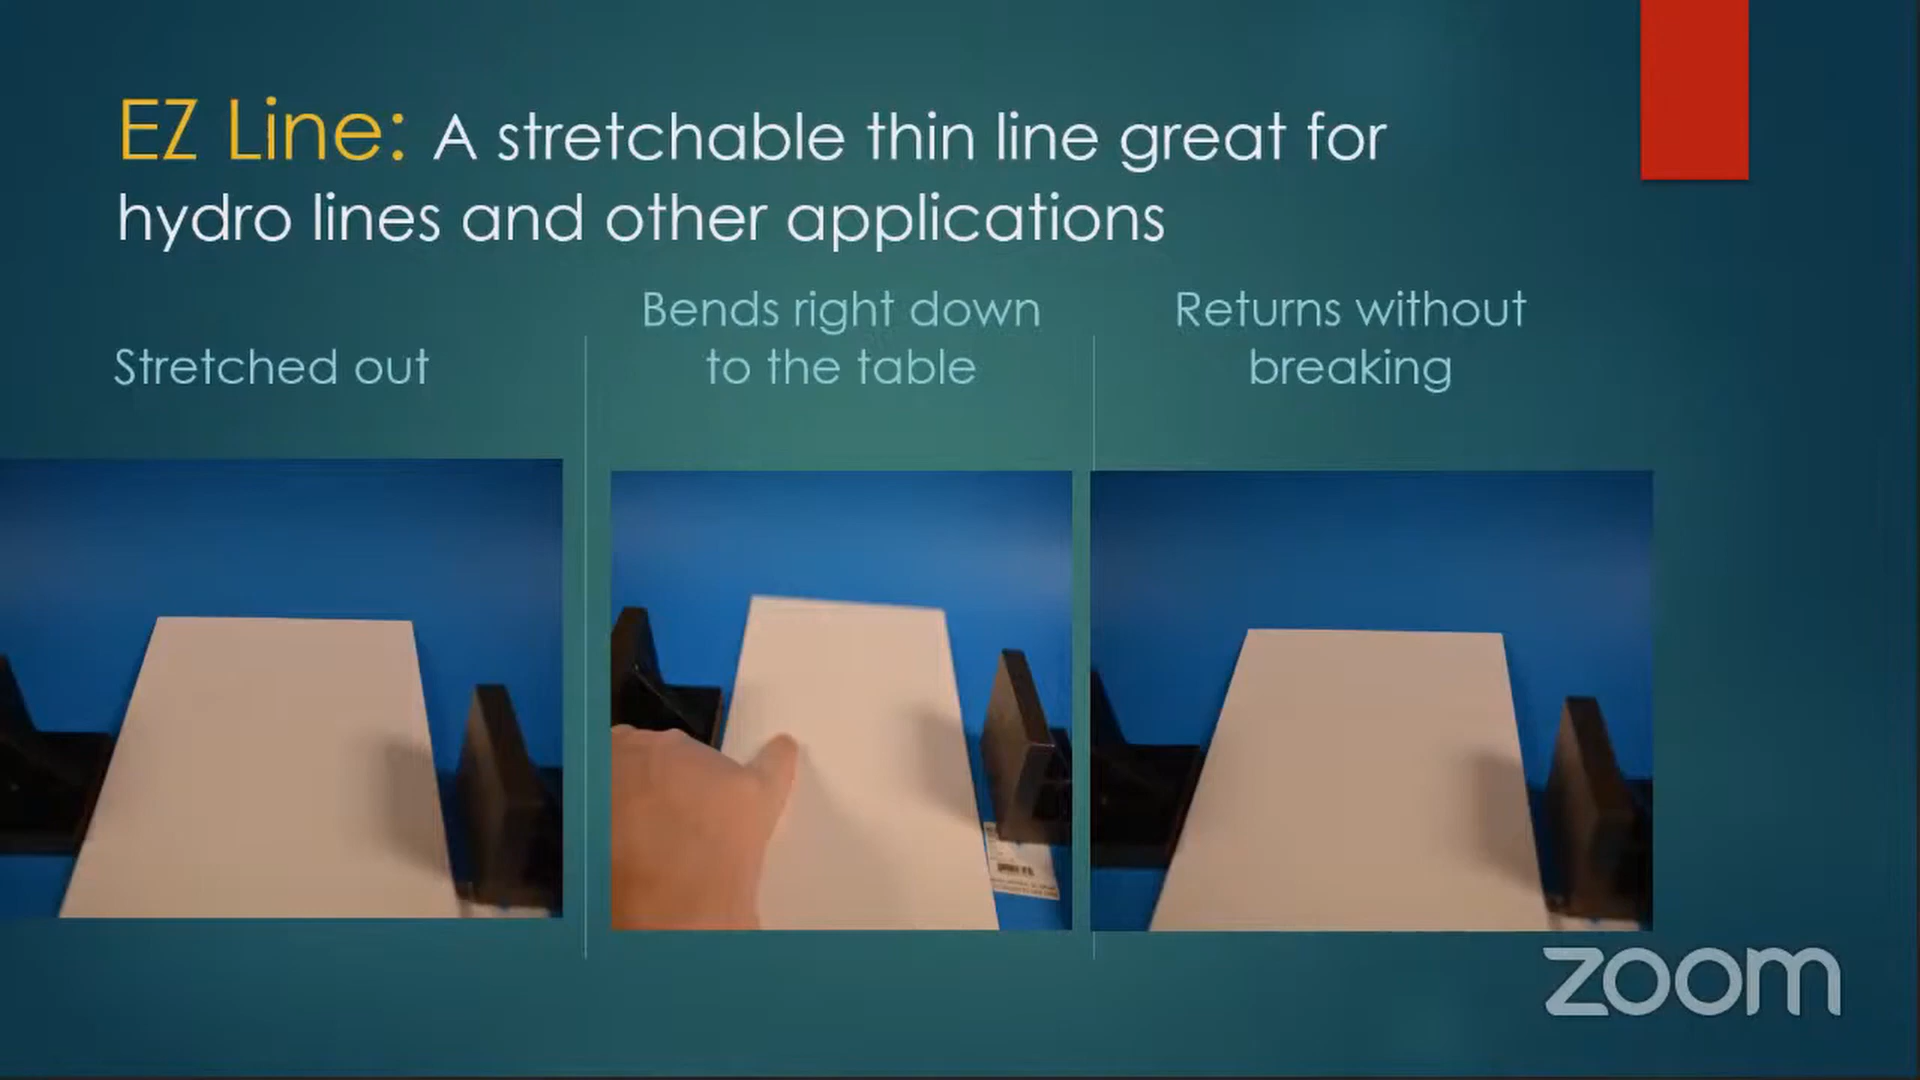 EZ Line: A stretchable thin line great for
hydro lines and other applications
Stretched out
Bends right down
to the table
Returns without
breaking
zoom